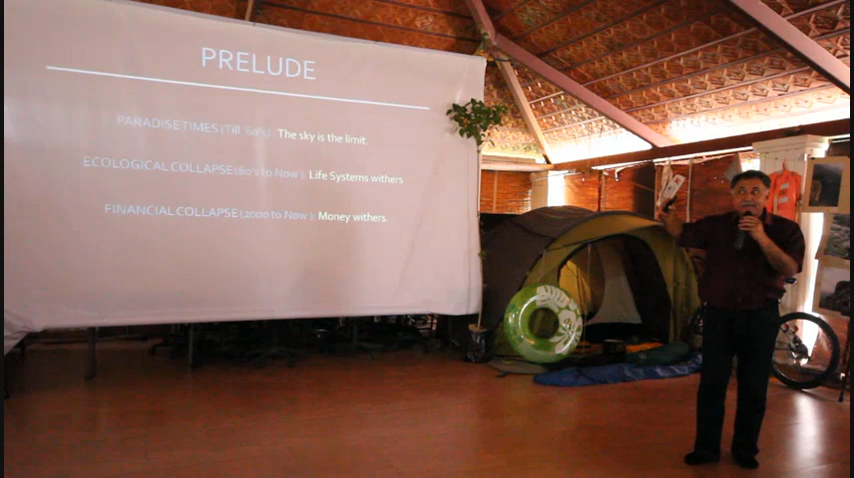 PRELUDE
PARADISE TIMES (Till 60's) : The sky is the limit.
ECOLOGICAL COLLAPSE (60's to Now ): Life Systems withers
FINANCIAL COLLAPSE (2000 to Now ): Money withers.